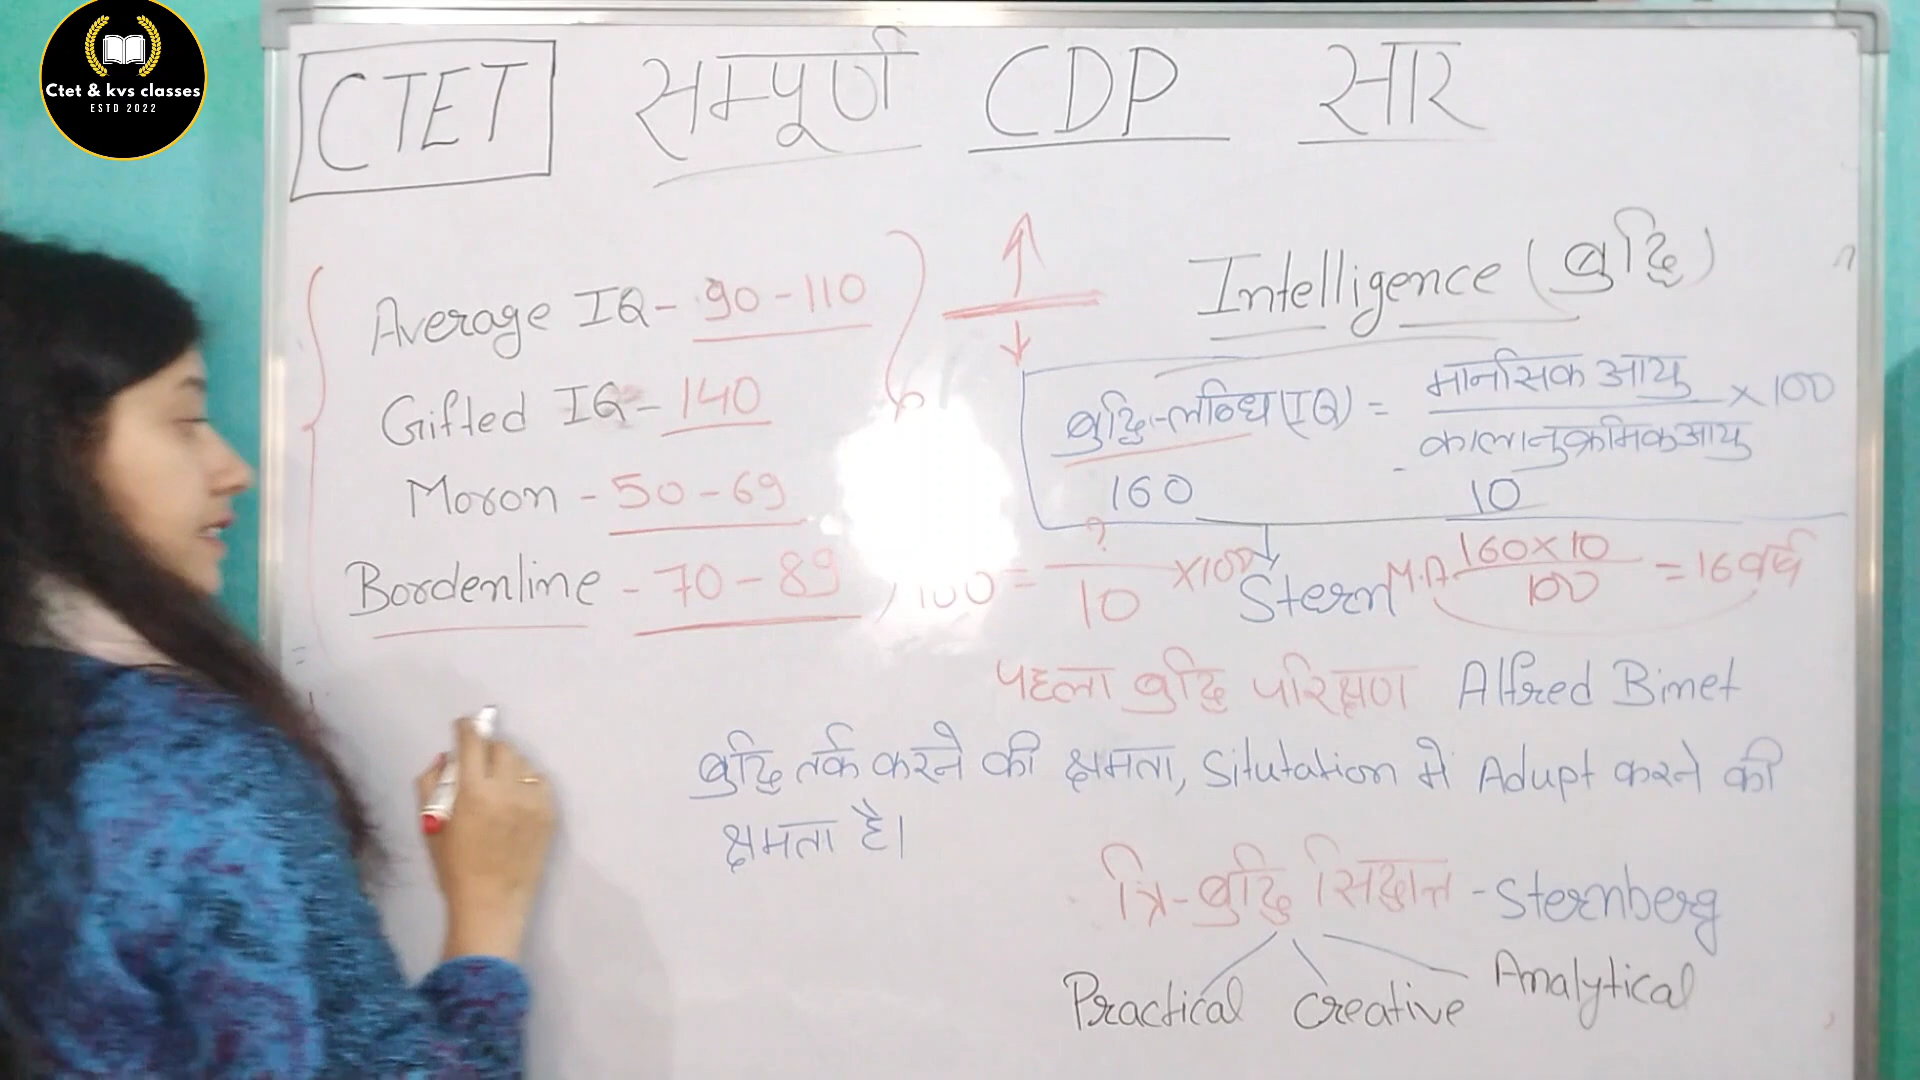 Ctet & kvs classes
ESTD 2022
CTET सम्पूर्ण CDP सार
Average IQ - 90 - 110
Gifted IQ - 140
Moron - 50 - 69
Bordenline - 70 - 89
Intelligence (बुद्धि)
बुद्धि-लब्धि (IQ) = मानसिक आयु × 100
कालानुक्रमिक आयु
160 10
?
100 = 10 ×100
Stern
M.A 160×10 = 16 वर्ष
100
पहला बुद्धि परिक्षण Alfred Binet
बुद्धि तर्क करने की क्षमता, Situtation में Adupt करने की
क्षमता है।
त्रि-बुद्धि सिद्धान्त - Sternberg
Practical Creative Analytical